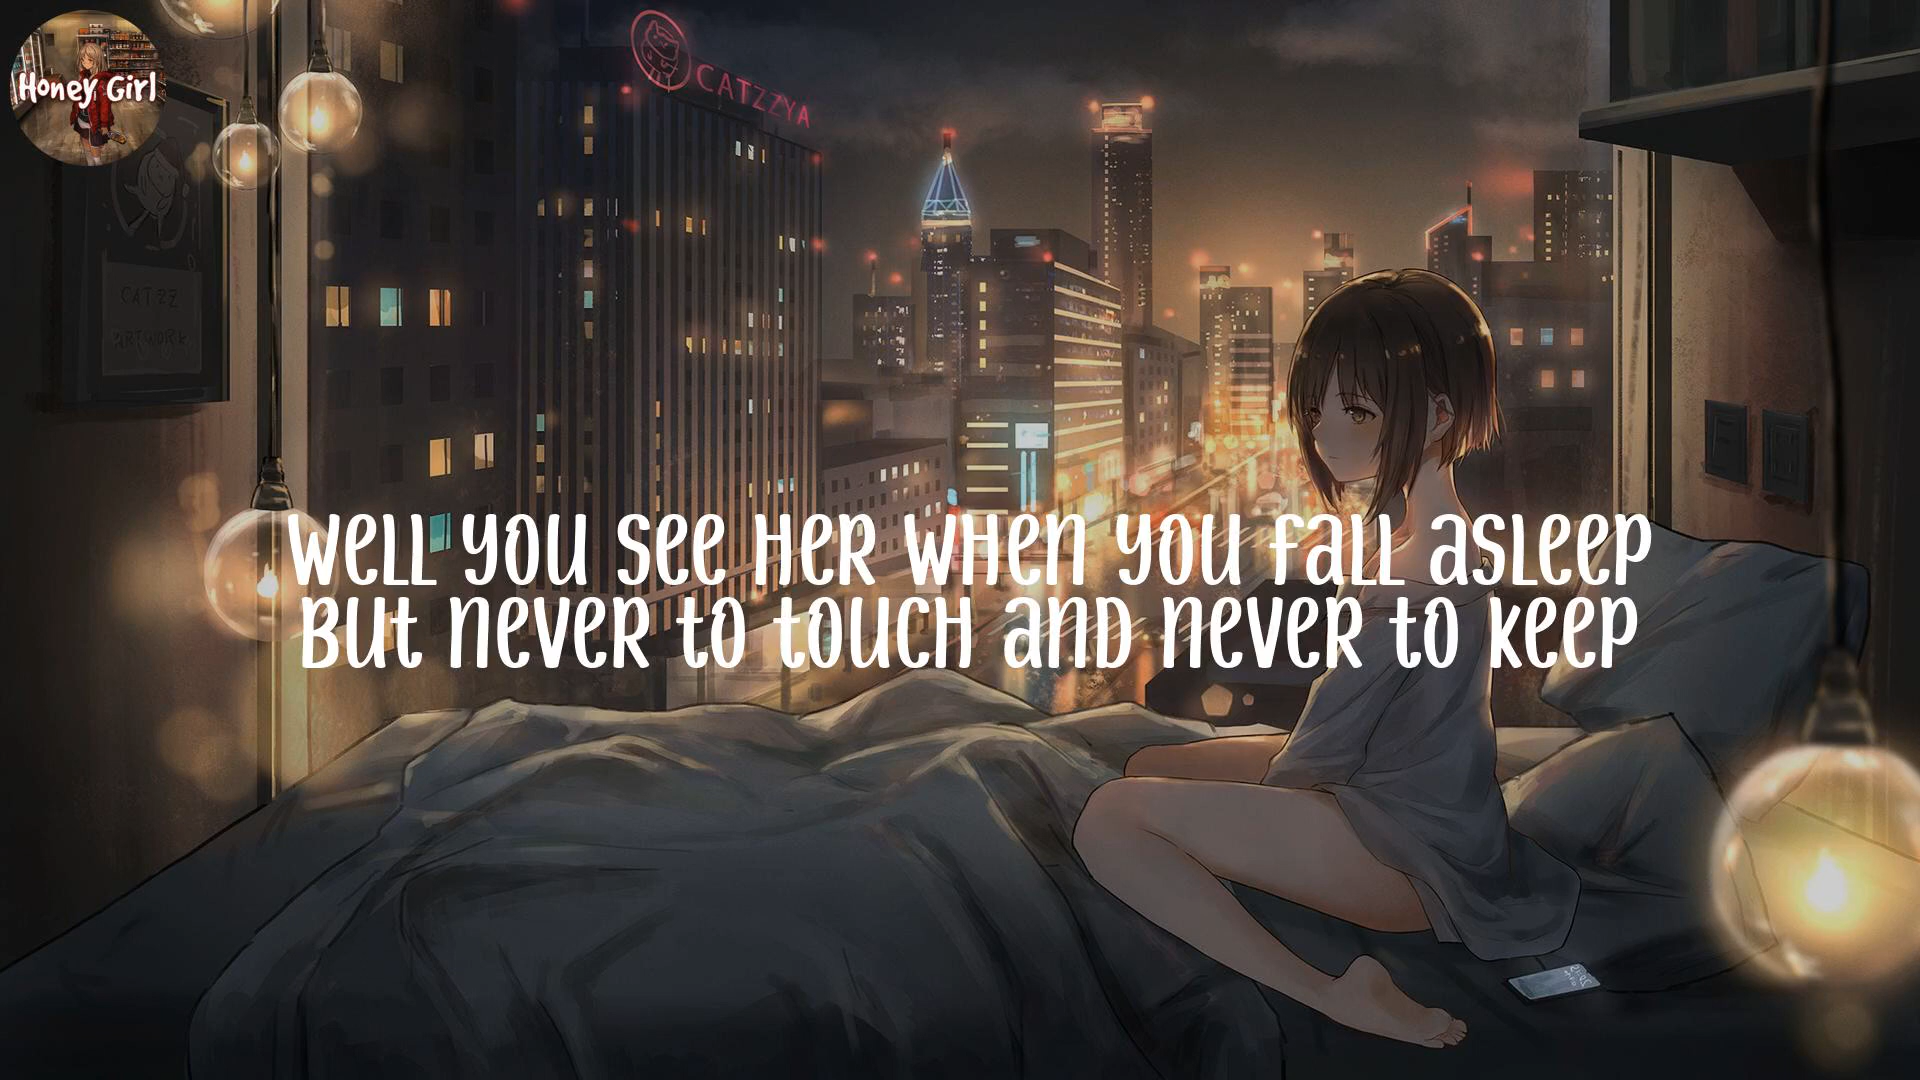 Honey Girl
CATZZYA
CATZZ
ARTWORK
Well you see her when you fall asleep
But never to touch and never to keep